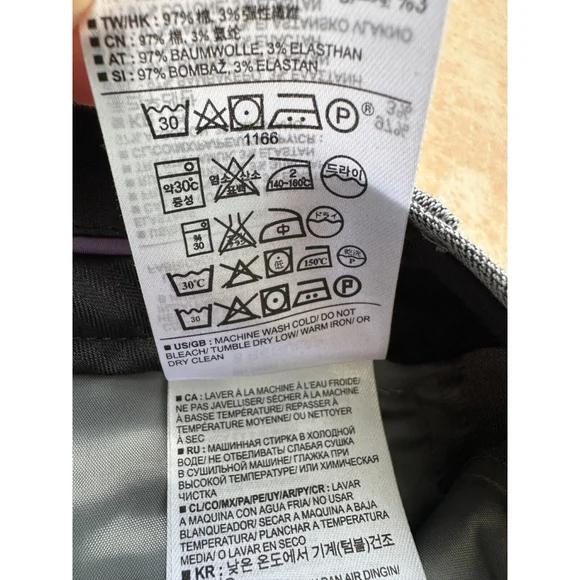 ■ TW/HK : 97% 棉, 3% 彈性纖維
■ CN : 97% 棉, 3% 氨纶
■ AT : 97% BAUMWOLLE, 3% ELASTHAN
■ SI : 97% BOMBAŽ, 3% ELASTAN
30 P ®
1166
약30℃ 중성 염소 산소 표백 2 140~160℃ 드라이
30 中 ドライ
30℃ 低 150℃ P
30
■ US/GB : MACHINE WASH COLD/ DO NOT
BLEACH/ TUMBLE DRY LOW/ WARM IRON/ OR
DRY CLEAN
■ CA : LAVER À LA MACHINE À L'EAU FROIDE/
NE PAS JAVELLISER/ SÉCHER À LA MACHINE
À BASSE TEMPÉRATURE/ REPASSER À
TEMPÉRATURE MOYENNE/ OU NETTOYER
À SEC
■ RU : МАШИННАЯ СТИРКА В ХОЛОДНОЙ
ВОДЕ/ НЕ ОТБЕЛИВАТЬ/ СЛАБАЯ СУШКА
В СУШИЛЬНОЙ МАШИНЕ/ ГЛАЖКА ПРИ
ВЫСОКОЙ ТЕМПЕРАТУРЕ/ ИЛИ ХИМИЧЕСКАЯ
ЧИСТКА
■ CL/CO/MX/PA/PE/UY/AR/PY/CR : LAVAR
A MAQUINA CON AGUA FRIA/ NO USAR
BLANQUEADOR/ SECAR A MAQUINA A BAJA
TEMPERATURA/ PLANCHAR A TEMPERATURA
MEDIA/ O LAVAR EN SECO
■ KR : 낮은 온도에서 기계(텀블)건조
AIR DINGIN/